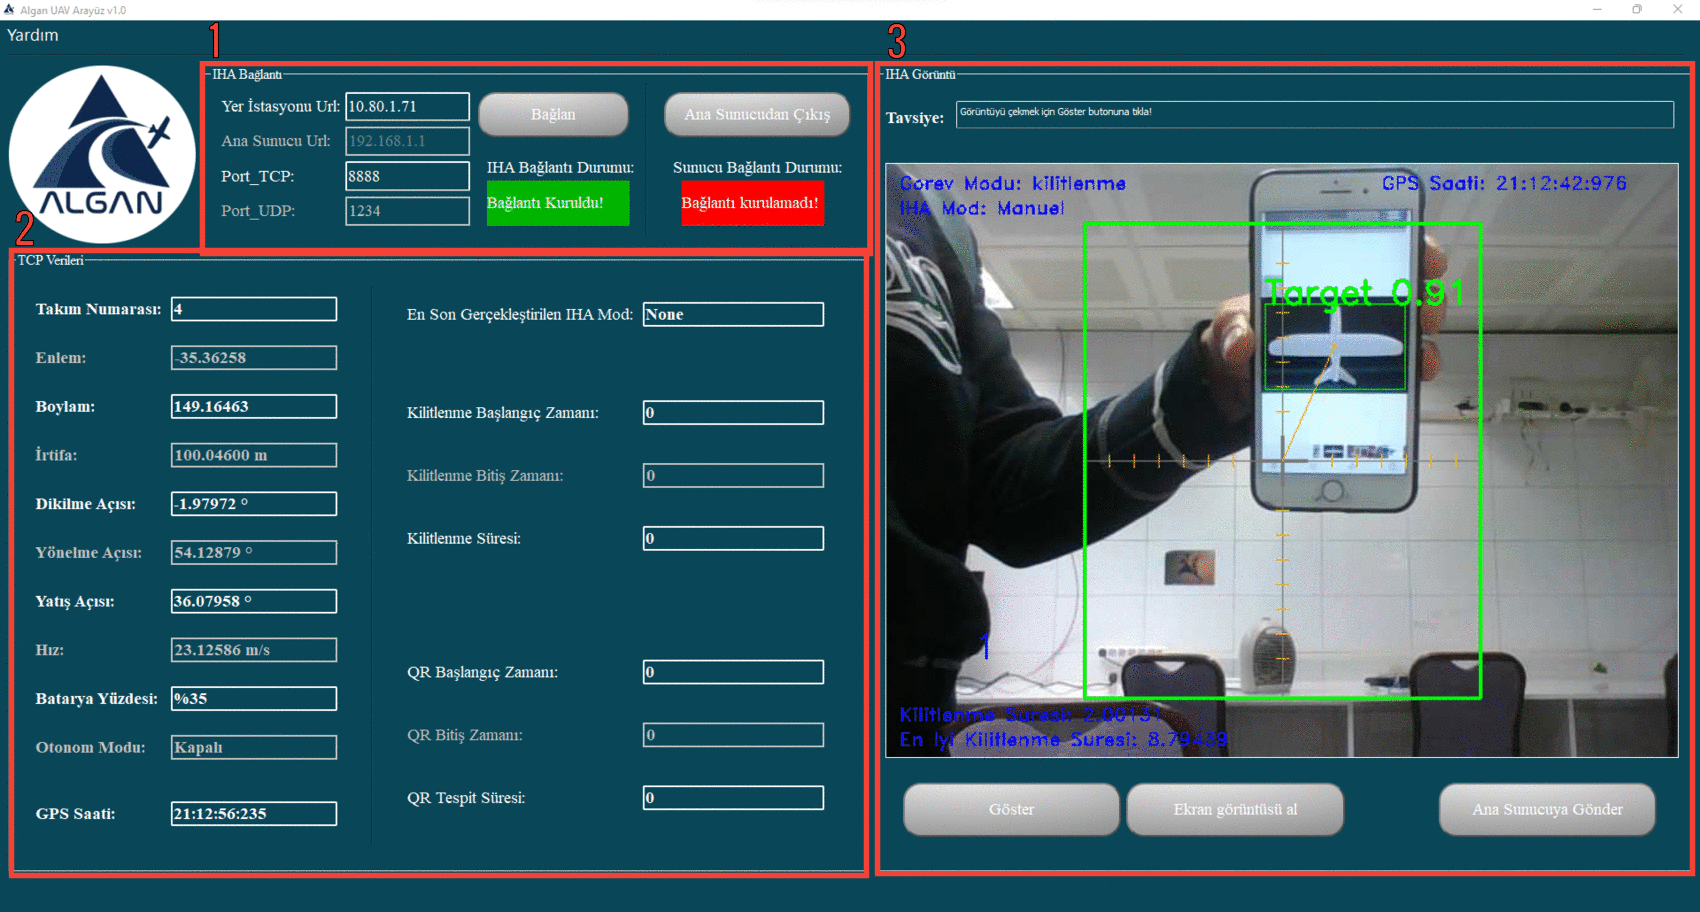 Algan UAV Arayüz v1.0
Yardım
1
IHA Bağlantı
Yer İstasyonu Url: 10.80.1.71
Ana Sunucu Url: 192.168.1.1
Port_TCP: 8888
Port_UDP: 1234
Bağlan
Ana Sunucudan Çıkış
IHA Bağlantı Durumu:
Bağlantı Kuruldu!
Sunucu Bağlantı Durumu:
Bağlantı kurulamadı!
ALGAN
2
TCP Verileri
Takım Numarası: 4
Enlem: -35.36258
Boylam: 149.16463
İrtifa: 100.04600 m
Dikilme Açısı: -1.97972 °
Yönelme Açısı: 54.12879 °
Yatış Açısı: 36.07958 °
Hız: 23.12586 m/s
Batarya Yüzdesi: %35
Otonom Modu: Kapalı
GPS Saati: 21:12:56:235
En Son Gerçekleştirilen IHA Mod: None
Kilitlenme Başlangıç Zamanı: 0
Kilitlenme Bitiş Zamanı: 0
Kilitlenme Süresi: 0
QR Başlangıç Zamanı: 0
QR Bitiş Zamanı: 0
QR Tespit Süresi: 0
3
IHA Görüntü
Tavsiye: Görüntüyü çekmek için Göster butonuna tıkla!
Gorev Modu: kilitlenme
GPS Saati: 21:12:42:976
IHA Mod: Manuel
Target 0.91
1
Kilitlenme Suresi: 2.00131
En Iyi Kilitlenme Suresi: 8.79439
Göster
Ekran görüntüsü al
Ana Sunucuya Gönder